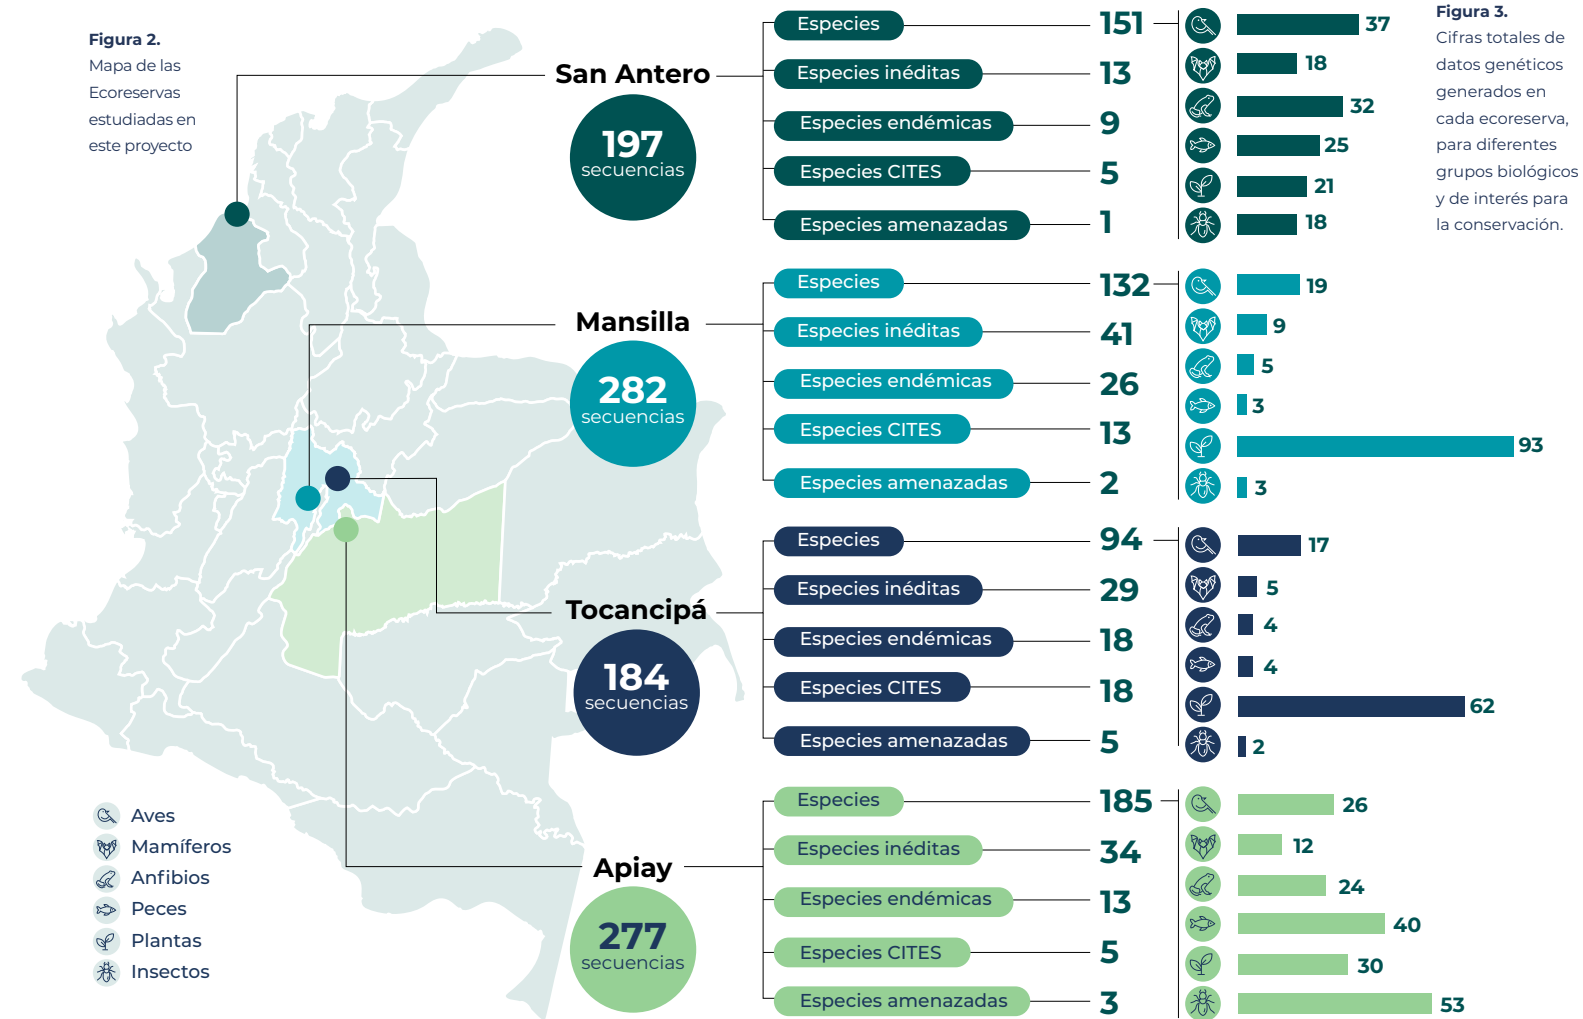 Figura 2.
Mapa de las
Ecoreservas
estudiadas en
este proyecto
Figura 3.
Cifras totales de
datos genéticos
generados en
cada ecoreserva,
para diferentes
grupos biológicos
y de interés para
la conservación.
San Antero
197
secuencias
Especies 151
Especies inéditas 13
Especies endémicas 9
Especies CITES 5
Especies amenazadas 1
37
18
32
25
21
18
Mansilla
282
secuencias
Especies 132
Especies inéditas 41
Especies endémicas 26
Especies CITES 13
Especies amenazadas 2
19
9
5
3
93
3
Tocancipá
184
secuencias
Especies 94
Especies inéditas 29
Especies endémicas 18
Especies CITES 18
Especies amenazadas 5
17
5
4
4
62
2
Apiay
277
secuencias
Especies 185
Especies inéditas 34
Especies endémicas 13
Especies CITES 5
Especies amenazadas 3
26
12
24
40
30
53
Aves
Mamíferos
Anfibios
Peces
Plantas
Insectos